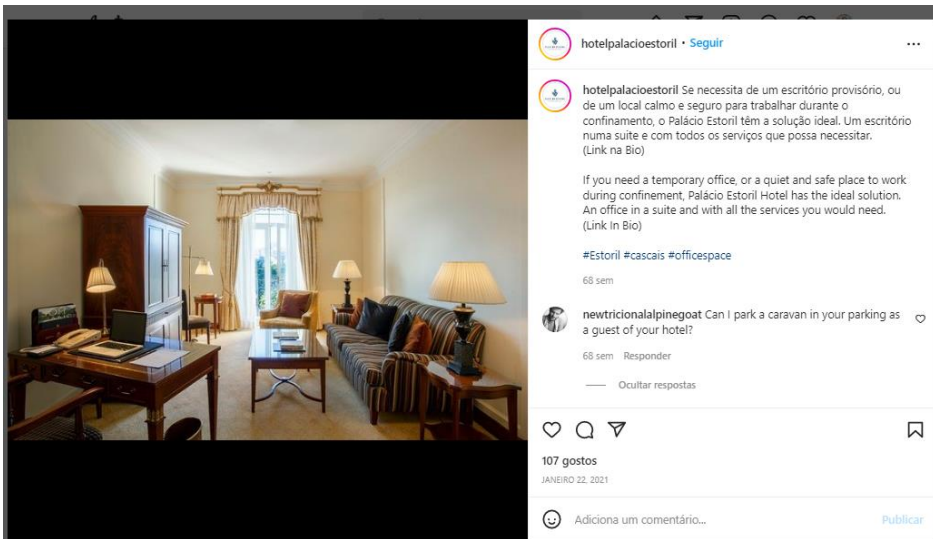 hotelpalacioestoril • Seguir
hotelpalacioestoril Se necessita de um escritório provisório, ou
de um local calmo e seguro para trabalhar durante o
confinamento, o Palácio Estoril têm a solução ideal. Um escritório
numa suite e com todos os serviços que possa necessitar.
(Link na Bio)
If you need a temporary office, or a quiet and safe place to work
during confinement, Palácio Estoril Hotel has the ideal solution.
An office in a suite and with all the services you would need.
(Link In Bio)
#Estoril #cascais #officespace
68 sem
newtricionalalpinegoat Can I park a caravan in your parking as
a guest of your hotel?
68 sem Responder
Ocultar respostas
107 gostos
JANEIRO 22, 2021
Adiciona um comentário...
Publicar